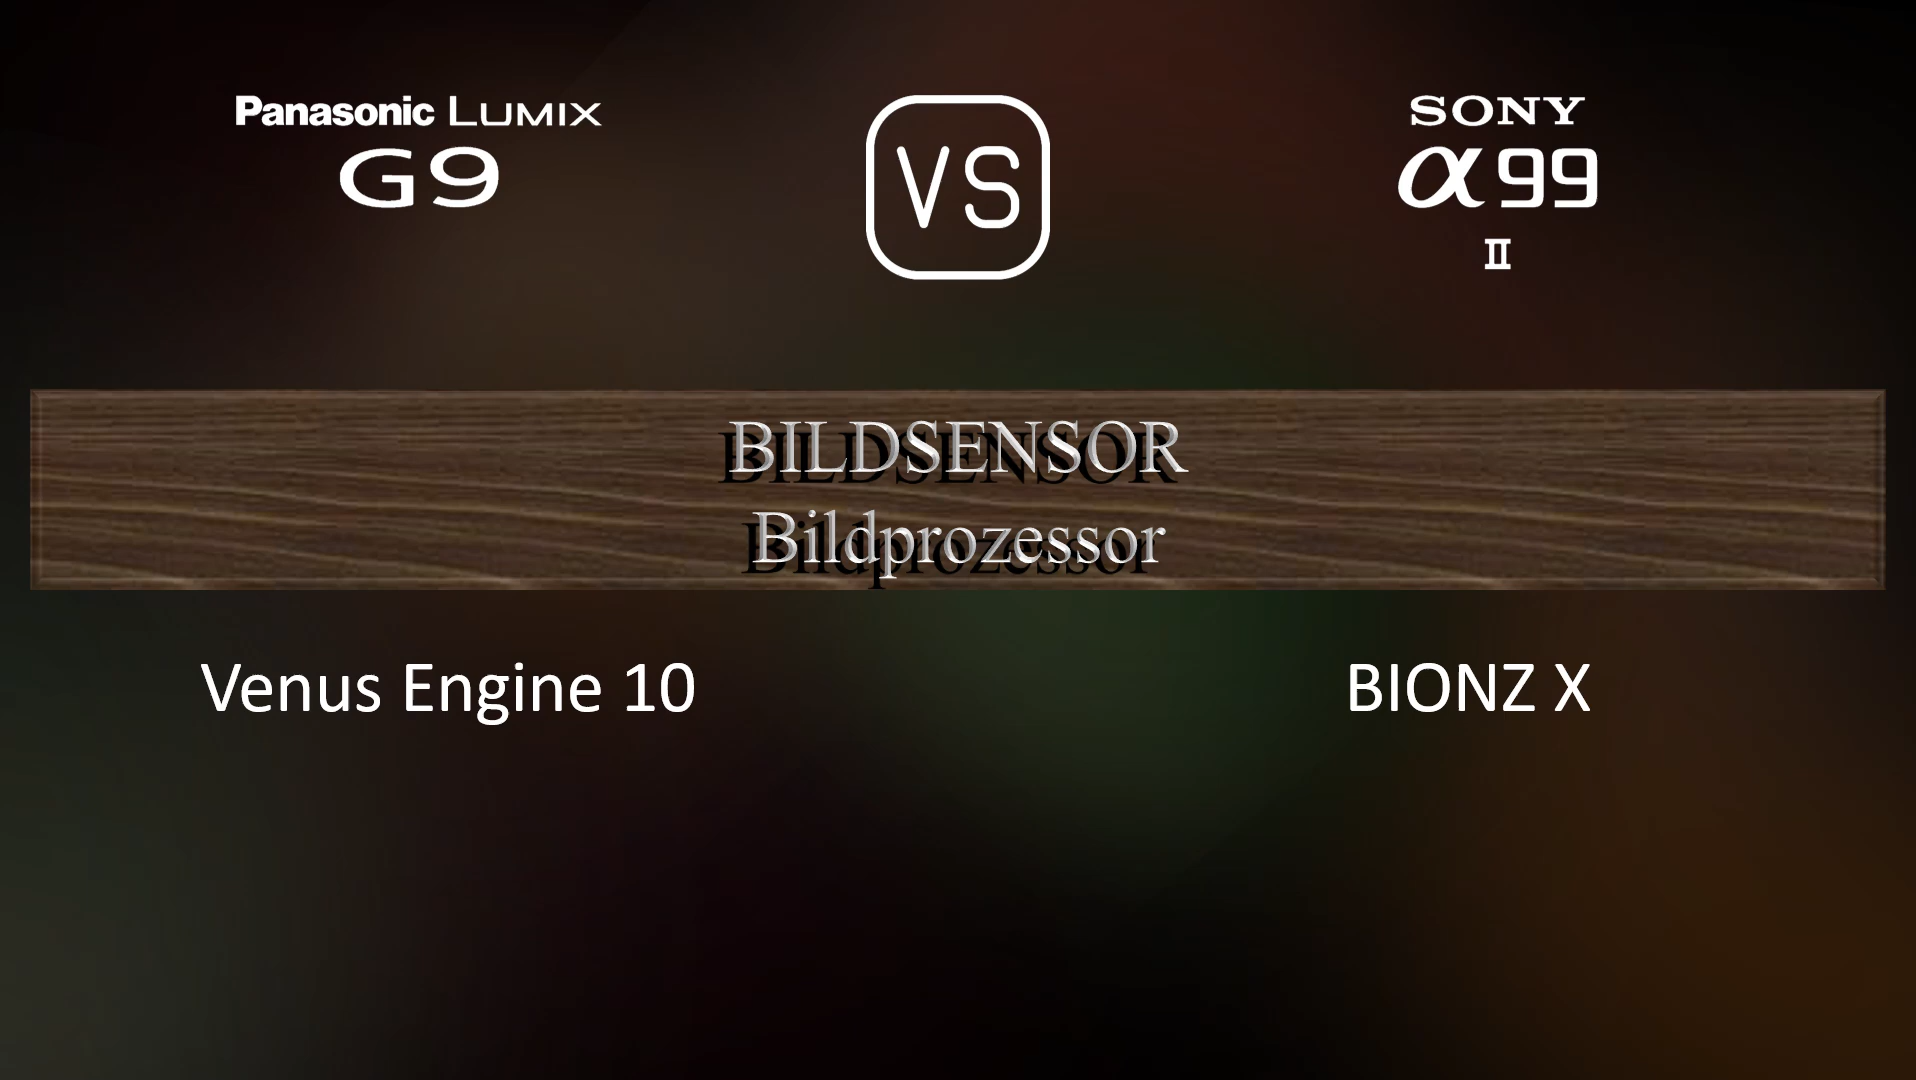 Panasonic LUMIX
G9
VS
SONY
α99
II
BILDSENSOR
Bildprozessor
Venus Engine 10
BIONZ X